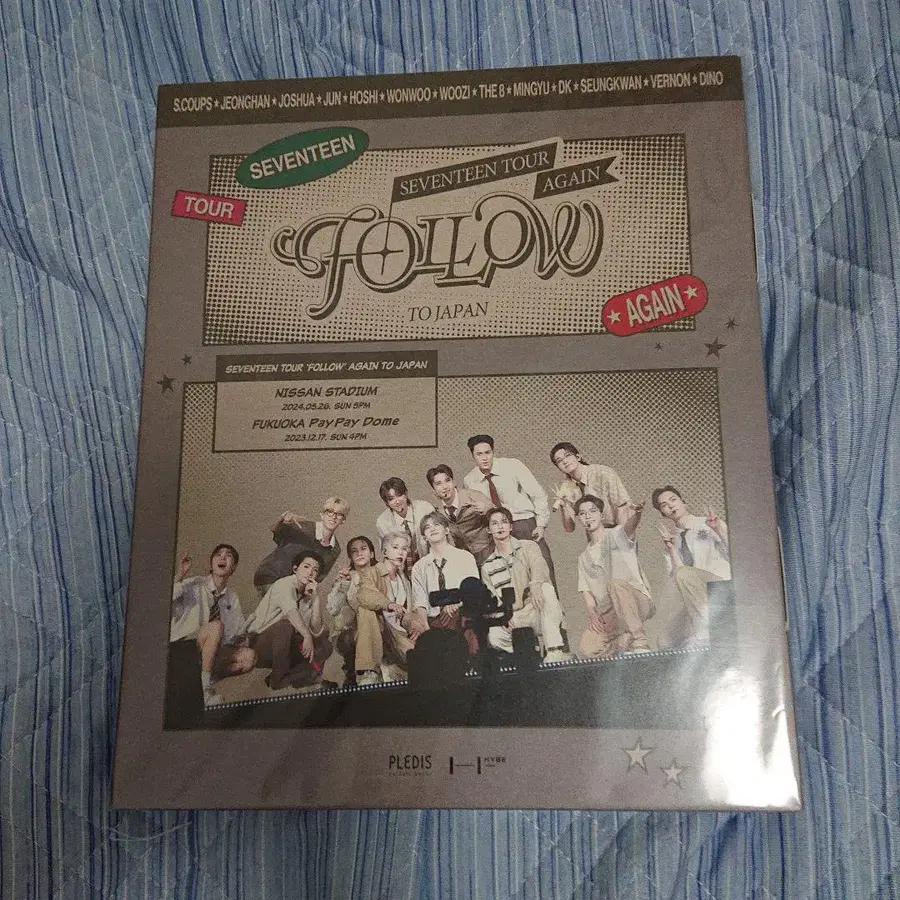 S.COUPS★JEONGHAN★JOSHUA★JUN★HOSHI★WONWOO★WOOZI★THE 8★MINGYU★DK★SEUNGKWAN★VERNON★DINO
SEVENTEEN
TOUR
SEVENTEEN TOUR
AGAIN
FOLLOW
TO JAPAN
★AGAIN★
SEVENTEEN TOUR 'FOLLOW' AGAIN TO JAPAN
NISSAN STADIUM
2024.05.26. SUN 5PM
FUKUOKA PayPay Dome
2023.12.17. SUN 4PM
PLEDIS
HYBE